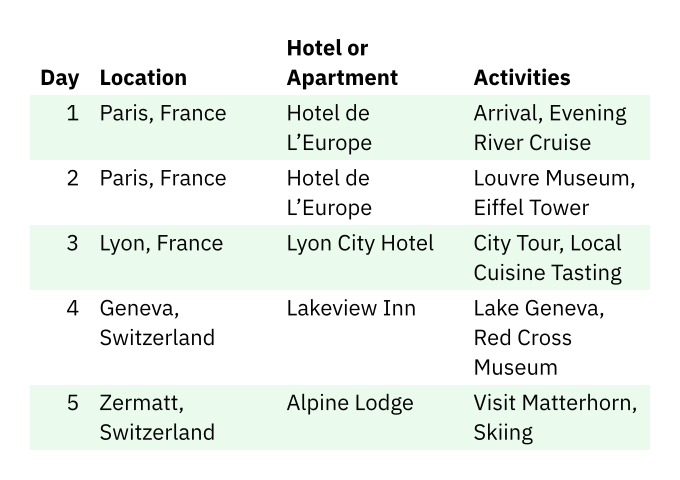 Hotel or
Day Location Apartment Activities
1 Paris, France Hotel de Arrival, Evening
L’Europe River Cruise
2 Paris, France Hotel de Louvre Museum,
L’Europe Eiffel Tower
3 Lyon, France Lyon City Hotel City Tour, Local
Cuisine Tasting
4 Geneva, Lakeview Inn Lake Geneva,
Switzerland Red Cross
Museum
5 Zermatt, Alpine Lodge Visit Matterhorn,
Switzerland Skiing